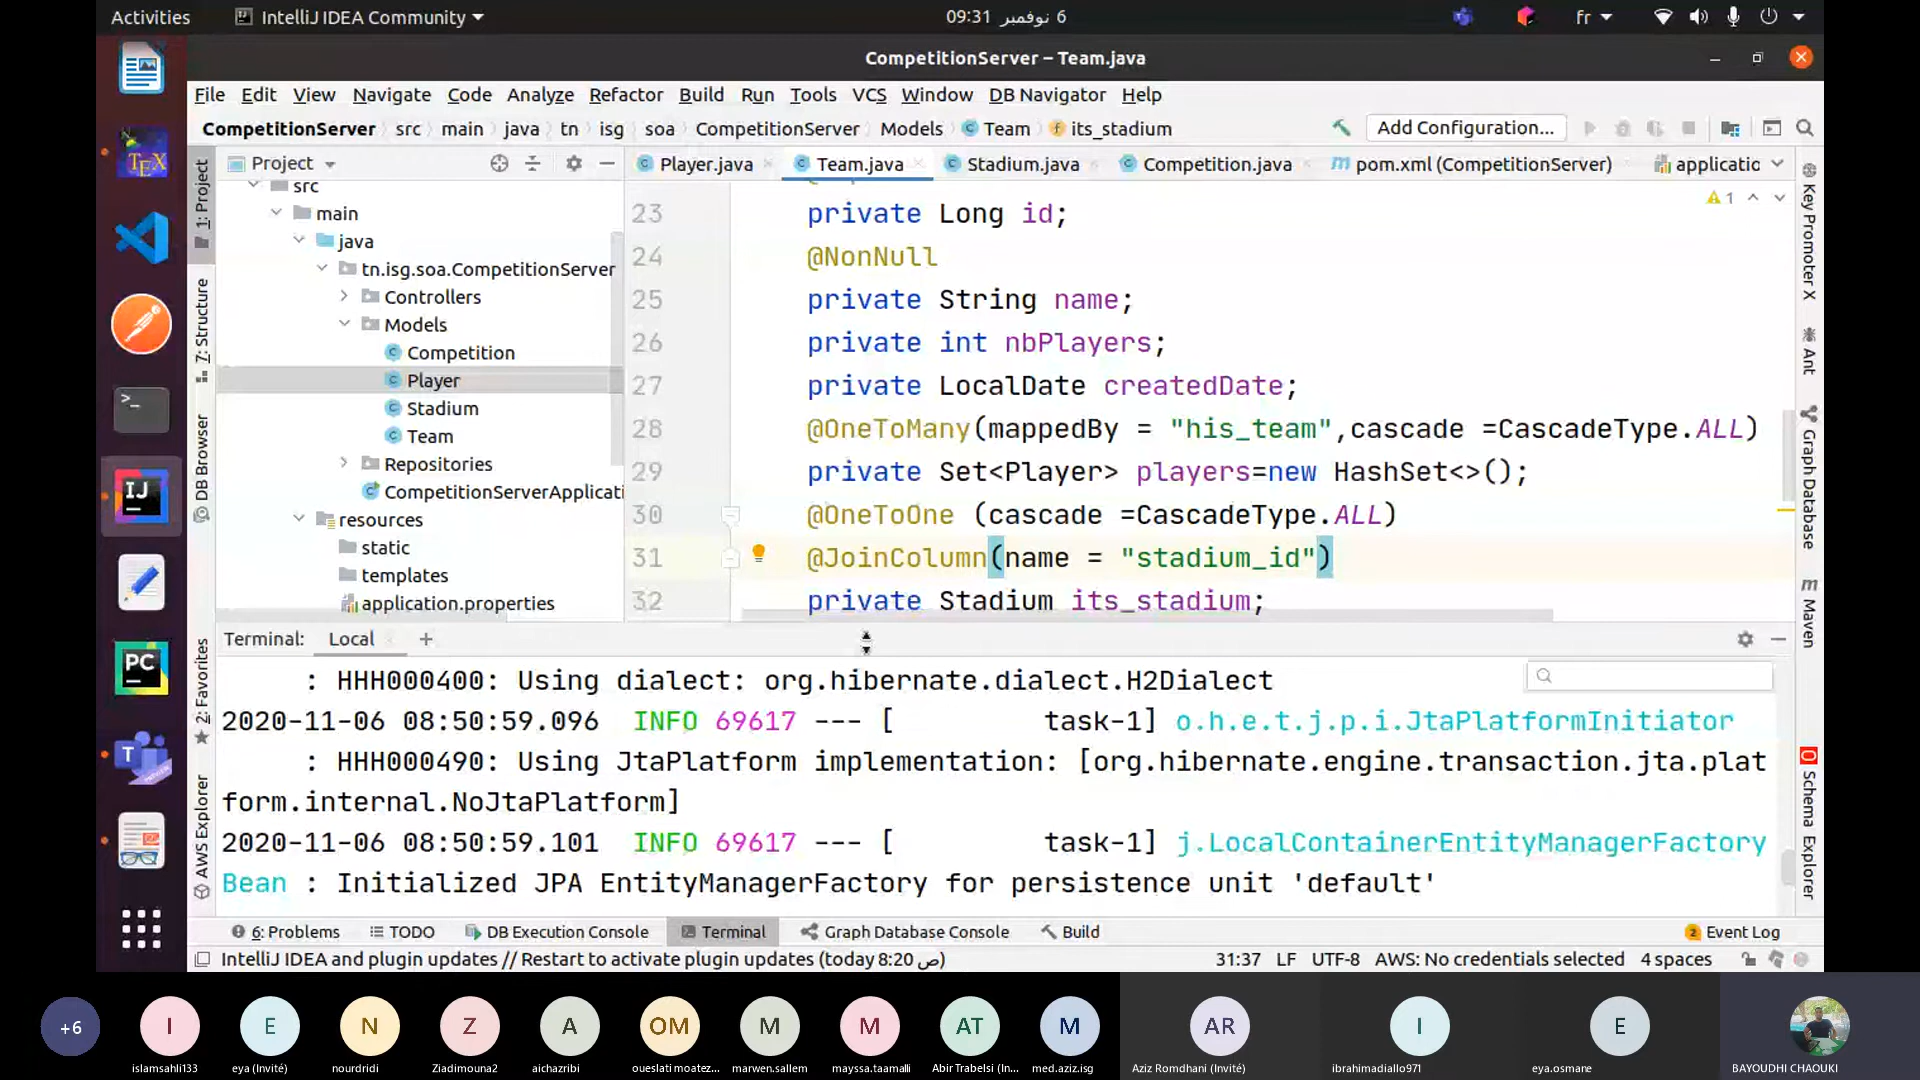 Activities
IntelliJ IDEA Community
09:31 6 نوفمبر
fr
CompetitionServer – Team.java
File Edit View Navigate Code Analyze Refactor Build Run Tools VCS Window DB Navigator Help
CompetitionServer src main java tn isg soa CompetitionServer Models Team its_stadium
Add Configuration...
Project
Player.java Team.java Stadium.java Competition.java pom.xml (CompetitionServer) applicatic
1: Project
7: Structure
DB Browser
2: Favorites
AWS Explorer
src
main
java
tn.isg.soa.CompetitionServer
Controllers
Models
Competition
Player
Stadium
Team
Repositories
CompetitionServerApplicati
resources
static
templates
application.properties
1
23 private Long id;
24 @NonNull
25 private String name;
26 private int nbPlayers;
27 private LocalDate createdDate;
28 @OneToMany(mappedBy = "his_team",cascade =CascadeType.ALL)
29 private Set<Player> players=new HashSet<>();
30 @OneToOne (cascade =CascadeType.ALL)
31 @JoinColumn(name = "stadium_id")
32 private Stadium its_stadium;
Key Promoter X
Ant
Graph Database
Maven
Schema Explorer
Terminal: Local +
: HHH000400: Using dialect: org.hibernate.dialect.H2Dialect
2020-11-06 08:50:59.096 INFO 69617 --- [ task-1] o.h.e.t.j.p.i.JtaPlatformInitiator
: HHH000490: Using JtaPlatform implementation: [org.hibernate.engine.transaction.jta.plat
form.internal.NoJtaPlatform]
2020-11-06 08:50:59.101 INFO 69617 --- [ task-1] j.LocalContainerEntityManagerFactory
Bean : Initialized JPA EntityManagerFactory for persistence unit 'default'
6: Problems TODO DB Execution Console Terminal Graph Database Console Build
2 Event Log
IntelliJ IDEA and plugin updates // Restart to activate plugin updates (today 8:20 ص)
31:37 LF UTF-8 AWS: No credentials selected 4 spaces
+6 I E N Z A OM M M AT M AR I E
islamsahli133 eya (Invité) nourdridi Ziadimouna2 aichazribi oueslati moatez... marwen.sallem mayssa.taamalli Abir Trabelsi (In... med.aziz.isg Aziz Romdhani (Invité) ibrahimadiallo971 eya.osmane BAYOUDHI CHAOUKI